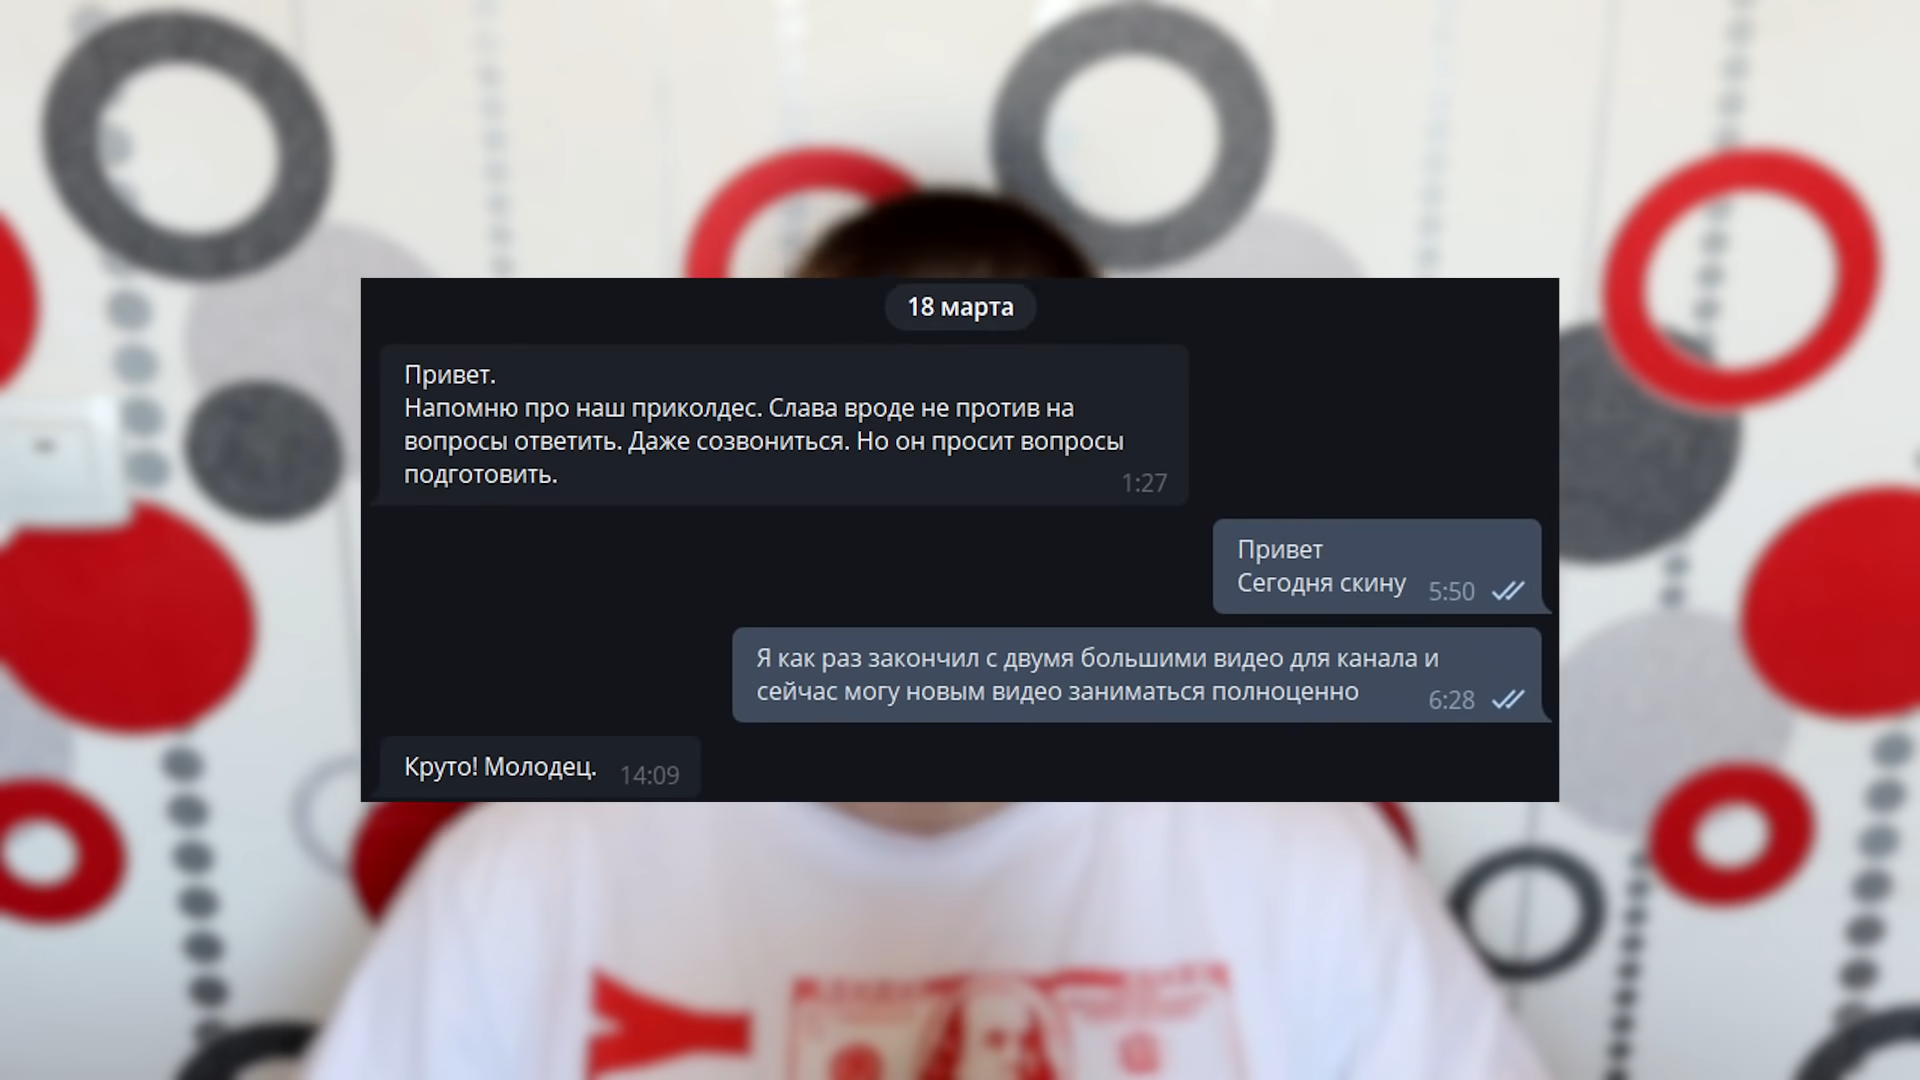 18 марта
Привет.
Напомню про наш приколдес. Слава вроде не против на
вопросы ответить. Даже созвониться. Но он просит вопросы
подготовить.
1:27
Привет
Сегодня скину 5:50
Я как раз закончил с двумя большими видео для канала и
сейчас могу новым видео заниматься полноценно 6:28
Круто! Молодец. 14:09